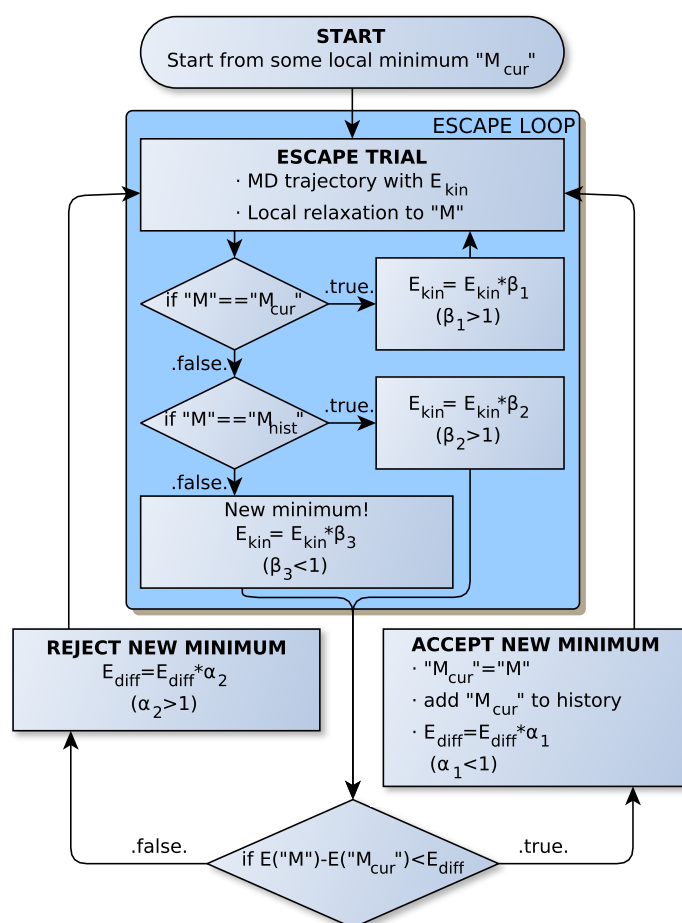 START
Start from some local minimum "M_cur"
ESCAPE LOOP
ESCAPE TRIAL
· MD trajectory with E_kin
· Local relaxation to "M"
if "M"=="M_cur"
.true.
E_kin= E_kin*β_1
(β_1>1)
.false.
if "M"=="M_hist"
.true.
E_kin= E_kin*β_2
(β_2>1)
.false.
New minimum!
E_kin= E_kin*β_3
(β_3<1)
REJECT NEW MINIMUM
E_diff=E_diff*α_2
(α_2>1)
ACCEPT NEW MINIMUM
· "M_cur"="M"
· add "M_cur" to history
· E_diff=E_diff*α_1
(α_1<1)
.false.
if E("M")-E("M_cur")<E_diff
.true.